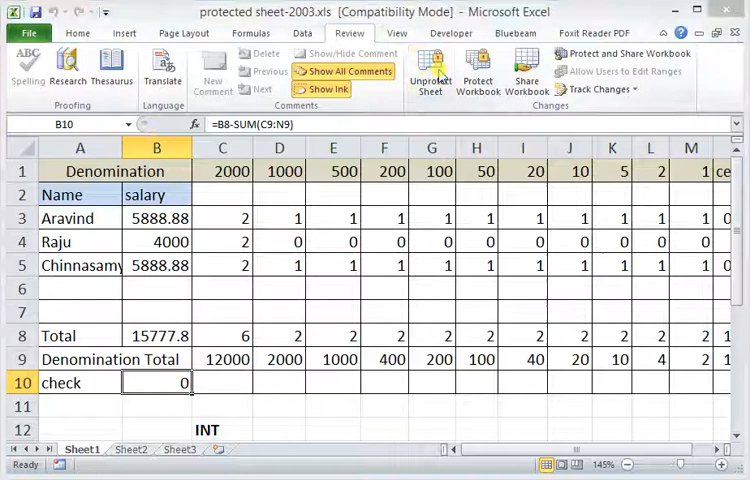 protected sheet-2003.xls [Compatibility Mode] - Microsoft Excel
File Home Insert Page Layout Formulas Data Review View Developer Bluebeam Foxit Reader PDF
ABC Spelling Research Thesaurus
Proofing
Translate
Language
New Comment
Delete
Previous
Next
Show/Hide Comment
Show All Comments
Show Ink
Comments
Unprotect Sheet
Protect Workbook
Share Workbook
Protect and Share Workbook
Allow Users to Edit Ranges
Track Changes
Changes
B10 =B8-SUM(C9:N9)
A B C D E F G H I J K L M
1 Denomination 2000 1000 500 200 100 50 20 10 5 2 1 ce
2 Name salary
3 Aravind 5888.88 2 1 1 1 1 1 1 1 1 1 1 0
4 Raju 4000 2 0 0 0 0 0 0 0 0 0 0 0
5 Chinnasamy 5888.88 2 1 1 1 1 1 1 1 1 1 1 0
6
7
8 Total 15777.8 6 2 2 2 2 2 2 2 2 2 2 1
9 Denomination Total 12000 2000 1000 400 200 100 40 20 10 4 2 1
10 check 0
11
12 INT
Sheet1 Sheet2 Sheet3
Ready 145%